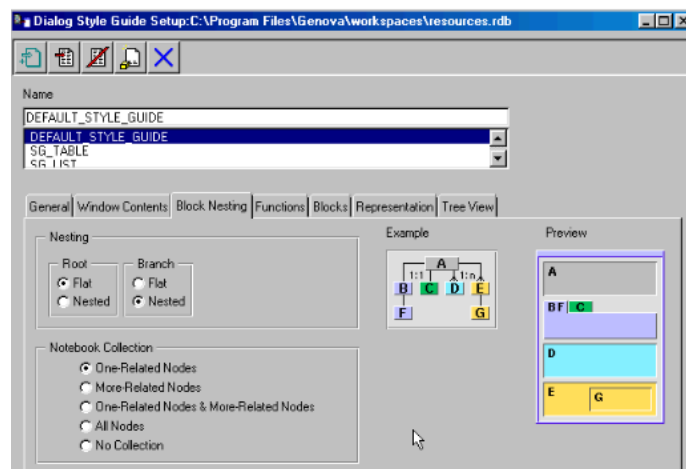 Dialog Style Guide Setup:C:\Program Files\Genova\workspaces\resources.rdb
Name
DEFAULT_STYLE_GUIDE
DEFAULT_STYLE_GUIDE
SG_TABLE
SG_LIST
General Window Contents Block Nesting Functions Blocks Representation Tree View
Nesting
Root Branch
Flat Flat
Nested Nested
Notebook Collection
One-Related Nodes
More-Related Nodes
One-Related Nodes & More-Related Nodes
All Nodes
No Collection
Example
A
1:1 1:n
B C D E
F G
Preview
A
B F C
D
E G